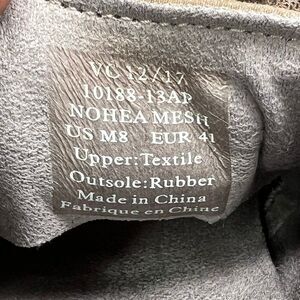 VC 12/17
10188-13AP
NOHEA MESH
US M8 EUR 41
Upper:Textile
Outsole:Rubber
Made in China
Fabrique en Chine